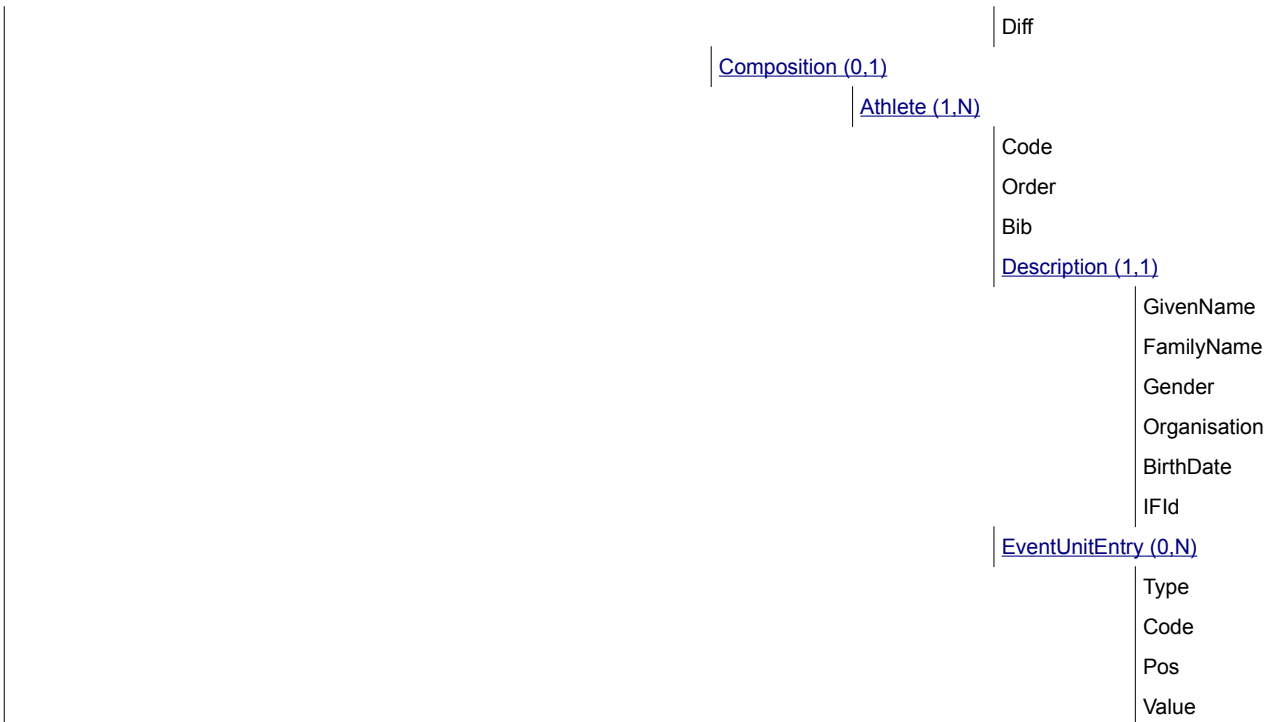 Diff
Composition (0,1)
Athlete (1,N)
Code
Order
Bib
Description (1,1)
GivenName
FamilyName
Gender
Organisation
BirthDate
IFId
EventUnitEntry (0,N)
Type
Code
Pos
Value